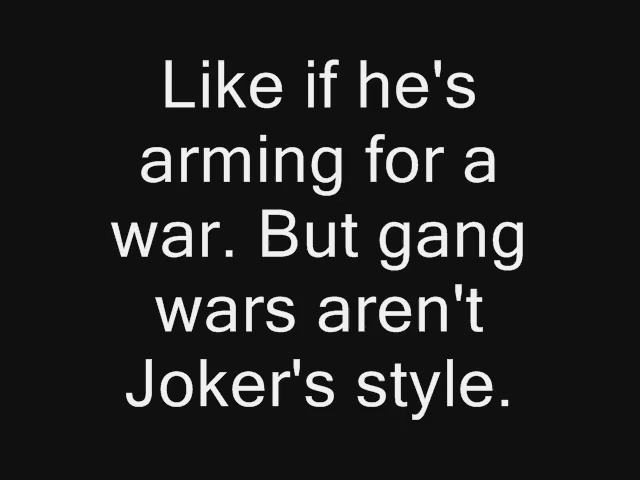 Like if he's
arming for a
war. But gang
wars aren't
Joker's style.